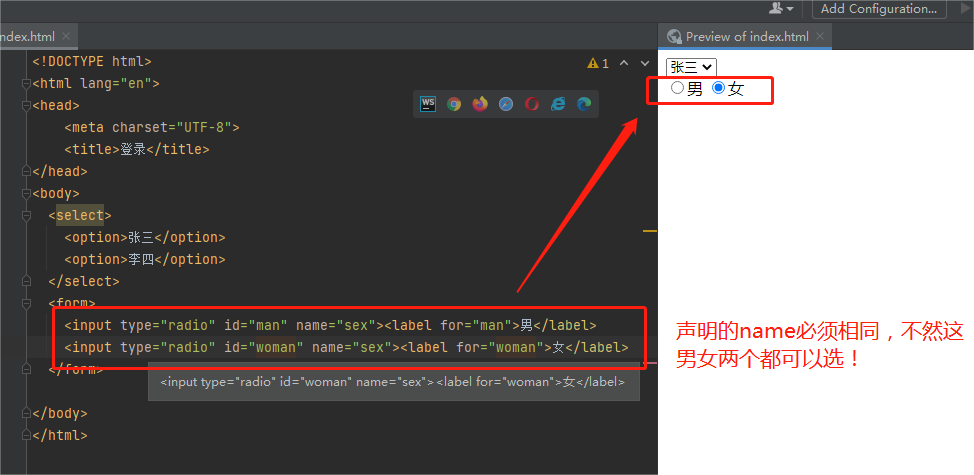 Add Configuration...
ndex.html
Preview of index.html
<!DOCTYPE html>
1
<html lang="en">
<head>
WS
<meta charset="UTF-8">
<title>登录</title>
</head>
<body>
<select>
<option>张三</option>
<option>李四</option>
</select>
<form>
<input type="radio" id="man" name="sex"><label for="man">男</label>
<input type="radio" id="woman" name="sex"><label for="woman">女</label>
</form>
<input type="radio" id="woman" name="sex"><label for="woman">女</label>
</body>
</html>
张三
男 女
声明的name必须相同，不然这
男女两个都可以选！